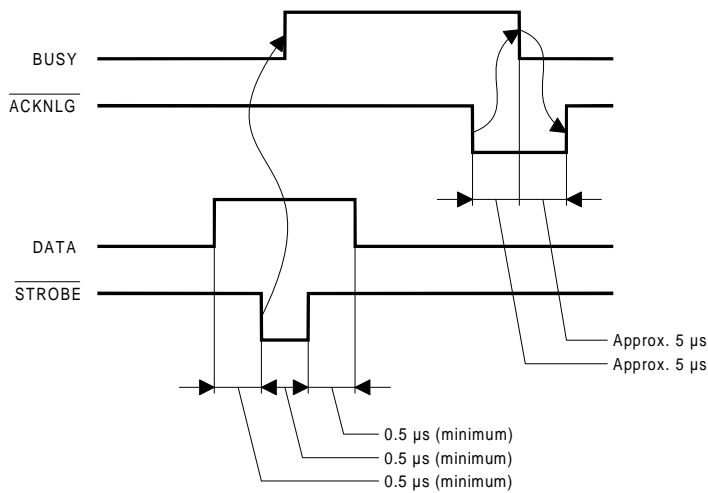 BUSY
ACKNLG
DATA
STROBE
Approx. 5 µs
Approx. 5 µs
0.5 µs (minimum)
0.5 µs (minimum)
0.5 µs (minimum)